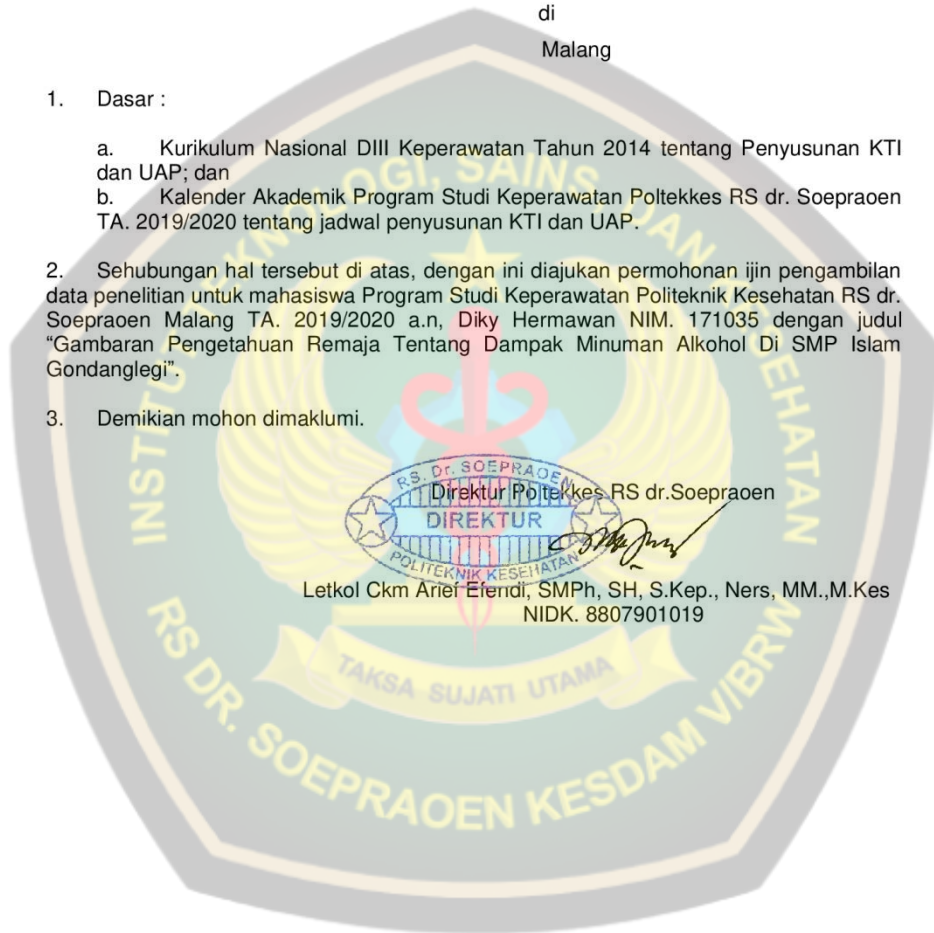 di
Malang
1. Dasar :
a. Kurikulum Nasional DIII Keperawatan Tahun 2014 tentang Penyusunan KTI
dan UAP; dan
b. Kalender Akademik Program Studi Keperawatan Poltekkes RS dr. Soepraoen
TA. 2019/2020 tentang jadwal penyusunan KTI dan UAP.
2. Sehubungan hal tersebut di atas, dengan ini diajukan permohonan ijin pengambilan
data penelitian untuk mahasiswa Program Studi Keperawatan Politeknik Kesehatan RS dr.
Soepraoen Malang TA. 2019/2020 a.n, Diky Hermawan NIM. 171035 dengan judul
“Gambaran Pengetahuan Remaja Tentang Dampak Minuman Alkohol Di SMP Islam
Gondanglegi”.
3. Demikian mohon dimaklumi.
RS. Dr. SOEPRAOEN
Direktur Poltekkes RS dr.Soepraoen
DIREKTUR
POLITEKNIK KESEHATAN
Letkol Ckm Arief Efendi, SMPh, SH, S.Kep., Ners, MM.,M.Kes
NIDK. 8807901019
INSTITUT TEKNOLOGI, SAINS DAN KESEHATAN
TAKSA SUJATI UTAMA
RS DR. SOEPRAOEN KESDAM V/BRW